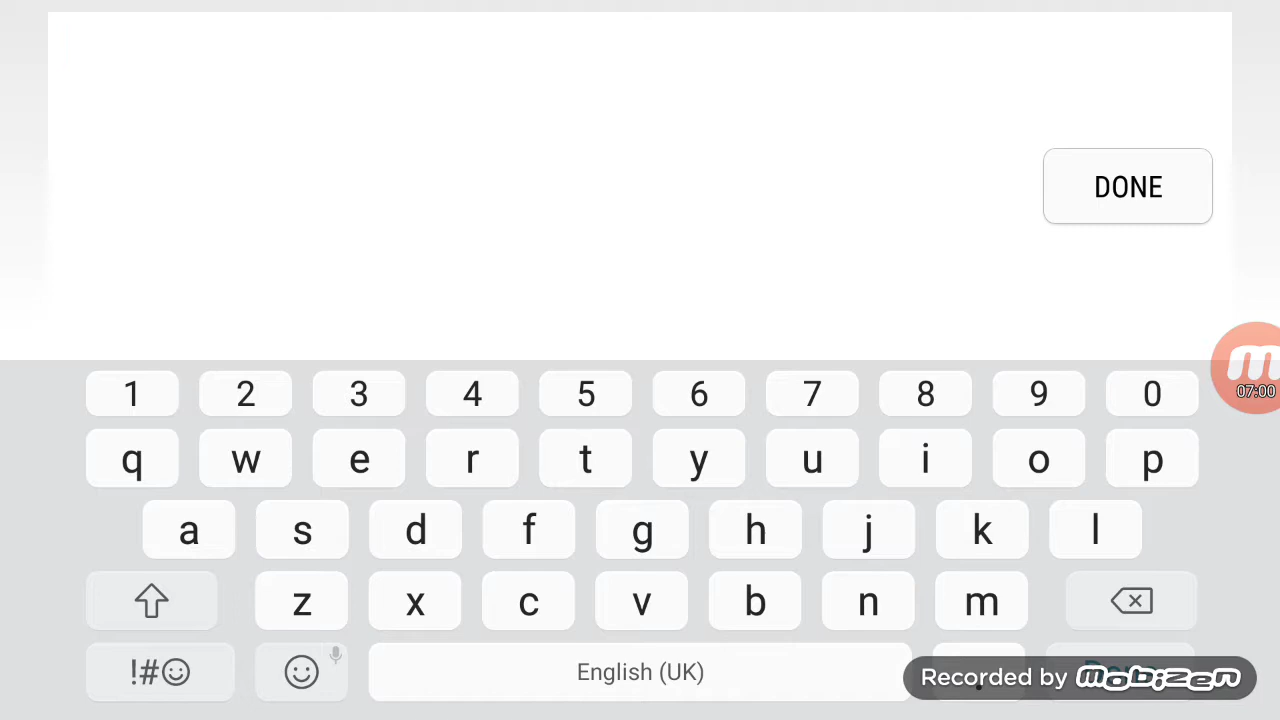 DONE
07:00
1 2 3 4 5 6 7 8 9 0
q w e r t y u i o p
a s d f g h j k l
z x c v b n m
!#☺ English (UK) .
Recorded by mobizen